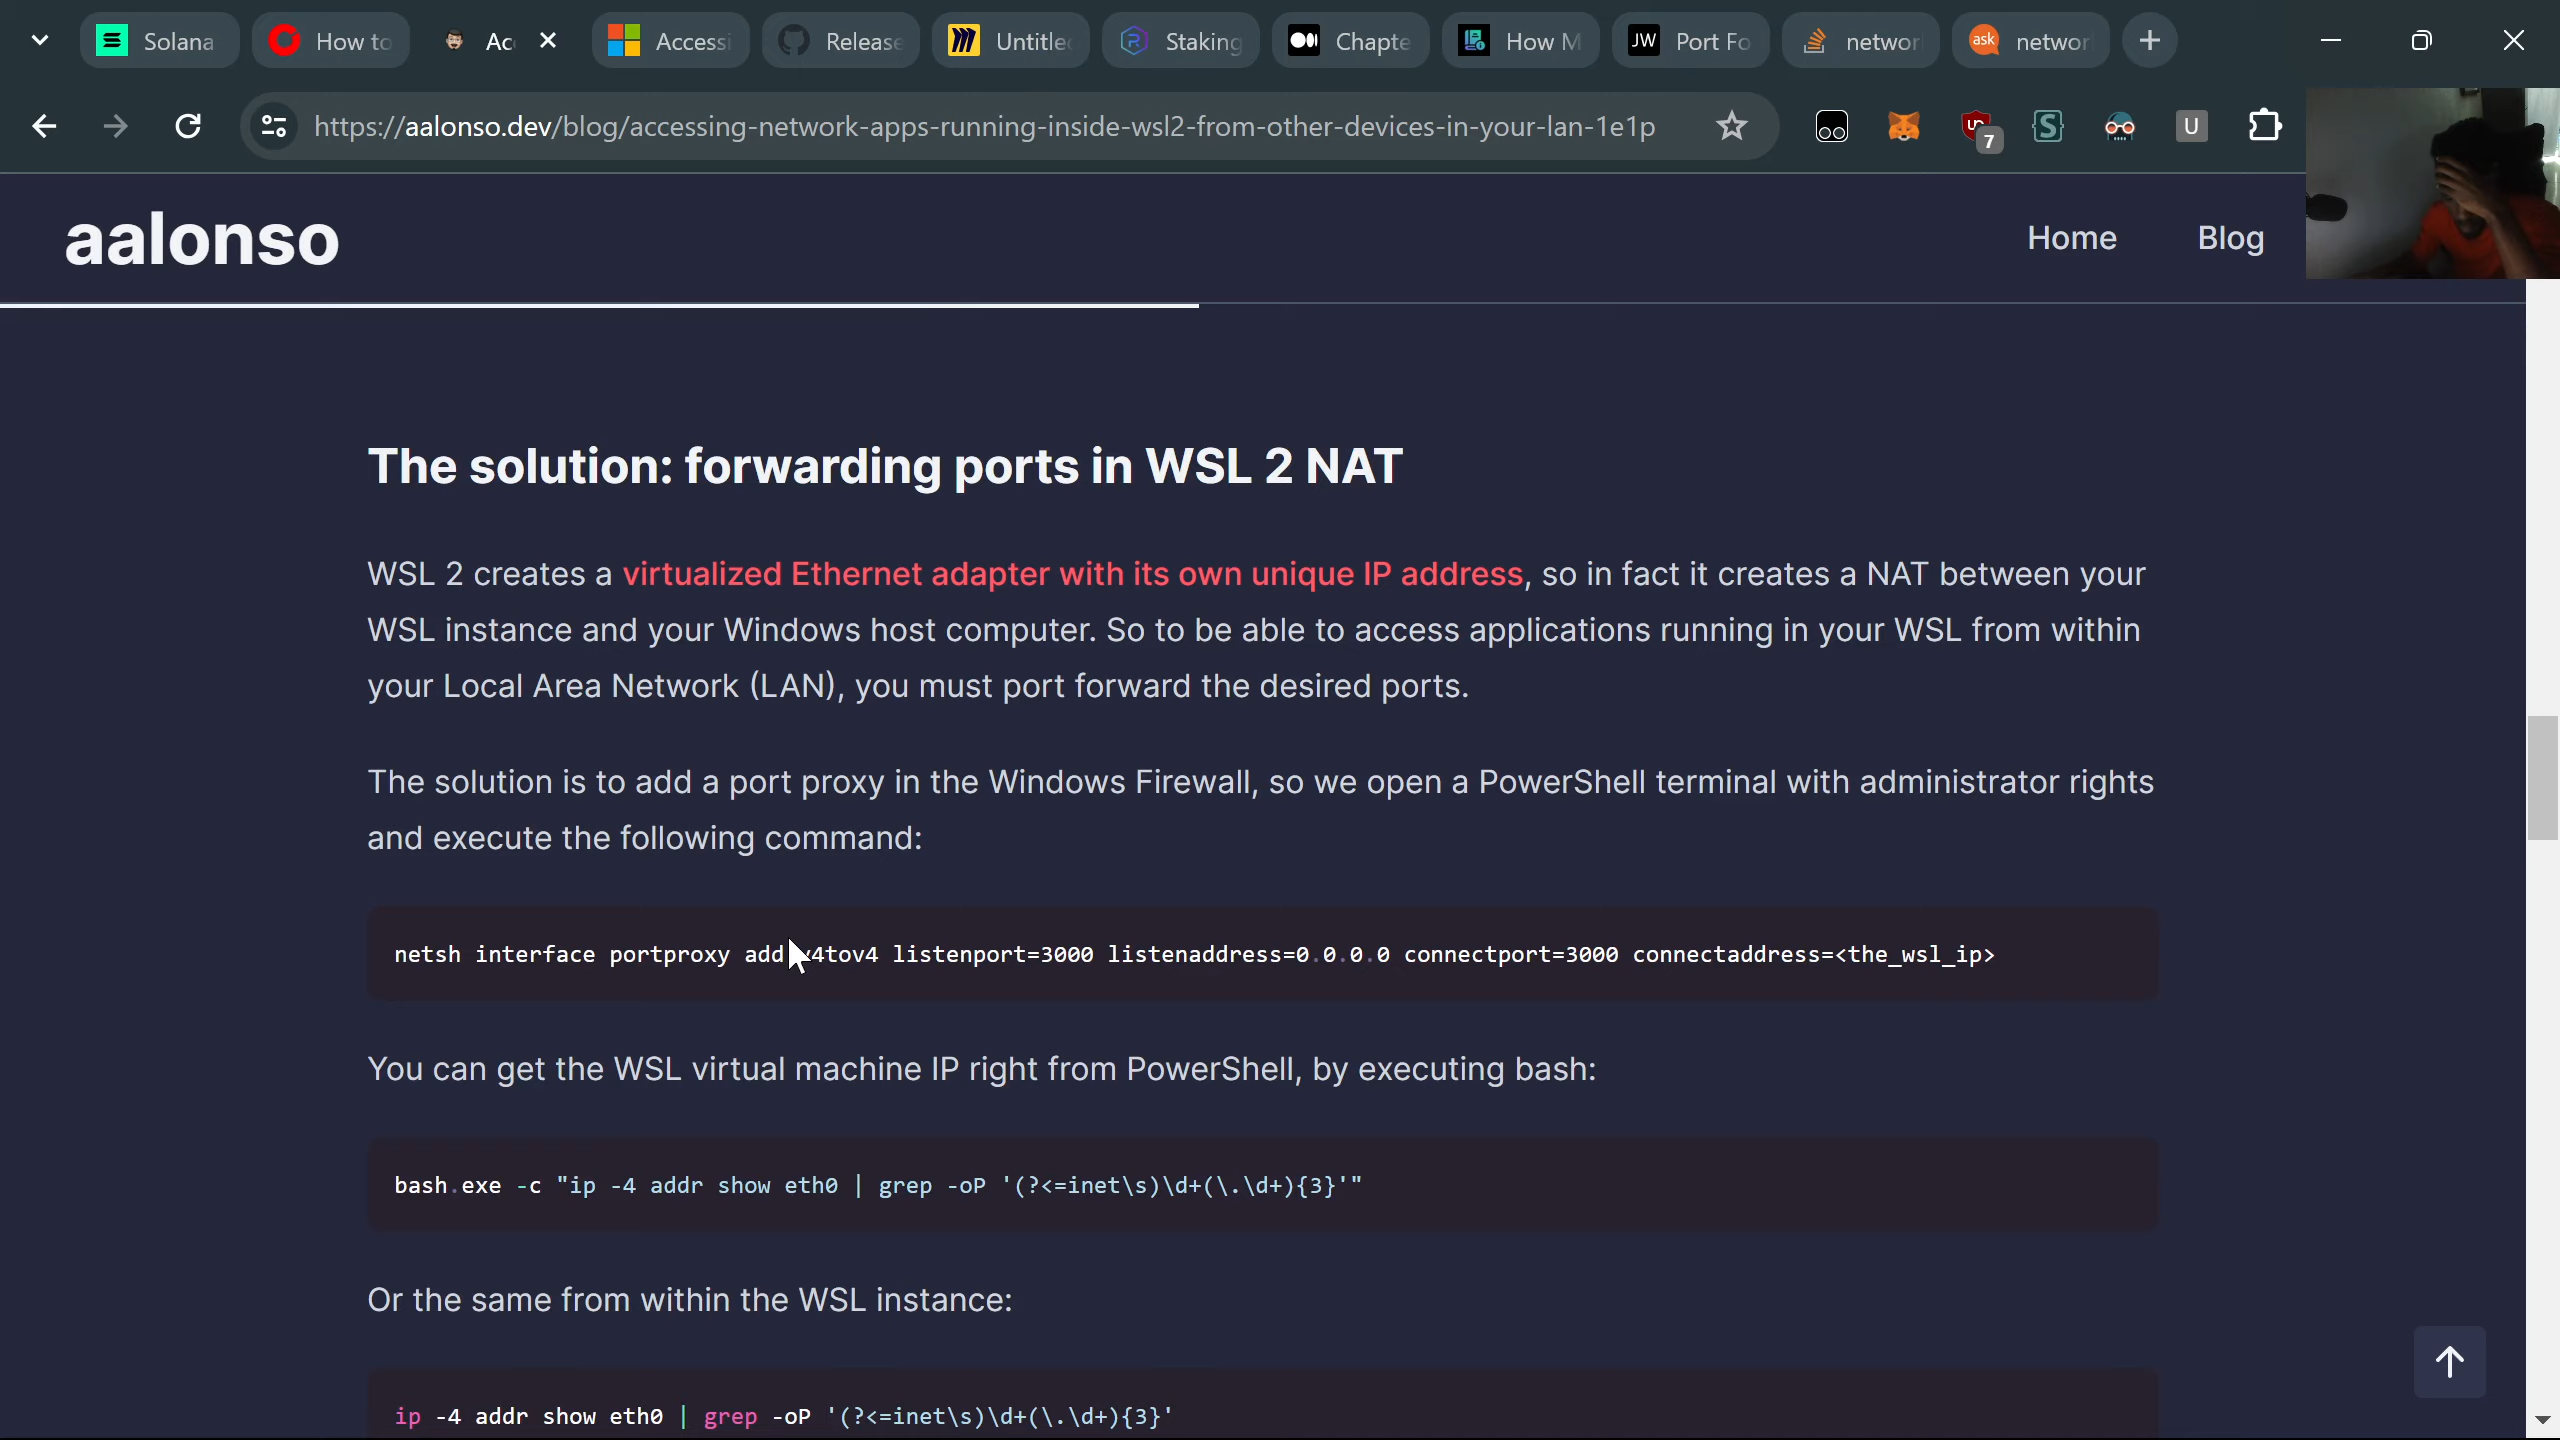 Solana
How to
Ac
Accessi
Release
Untitled
Staking
Chapte
How M
JW
Port Fo
networ
ask
networ
https://aalonso.dev/blog/accessing-network-apps-running-inside-wsl2-from-other-devices-in-your-lan-1e1p
7
S
U
aalonso
Home
Blog
The solution: forwarding ports in WSL 2 NAT
WSL 2 creates a virtualized Ethernet adapter with its own unique IP address, so in fact it creates a NAT between your
WSL instance and your Windows host computer. So to be able to access applications running in your WSL from within
your Local Area Network (LAN), you must port forward the desired ports.
The solution is to add a port proxy in the Windows Firewall, so we open a PowerShell terminal with administrator rights
and execute the following command:
netsh interface portproxy add v4tov4 listenport=3000 listenaddress=0.0.0.0 connectport=3000 connectaddress=<the_wsl_ip>
You can get the WSL virtual machine IP right from PowerShell, by executing bash:
bash.exe -c "ip -4 addr show eth0 | grep -oP '(?<=inet\s)\d+(\.\d+){3}'"
Or the same from within the WSL instance:
ip -4 addr show eth0 | grep -oP '(?<=inet\s)\d+(\.\d+){3}'